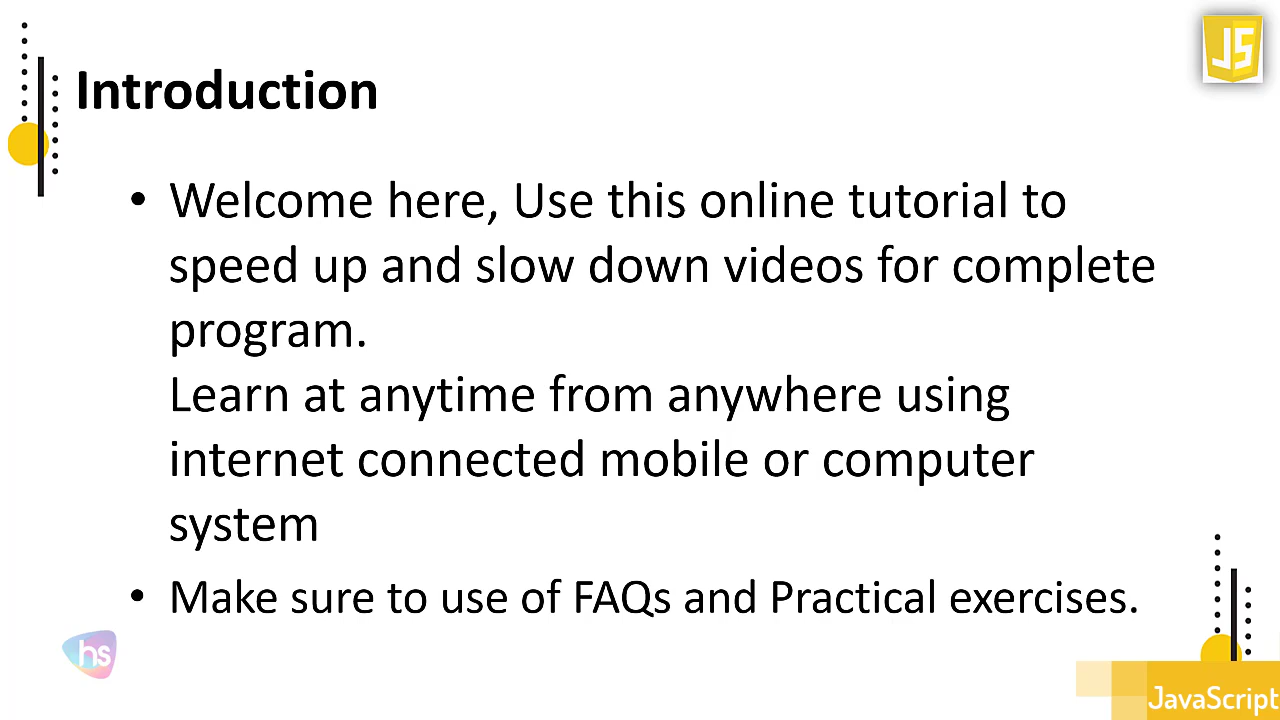 JS
Introduction
• Welcome here, Use this online tutorial to
speed up and slow down videos for complete
program.
Learn at anytime from anywhere using
internet connected mobile or computer
system
• Make sure to use of FAQs and Practical exercises.
hs
JavaScript